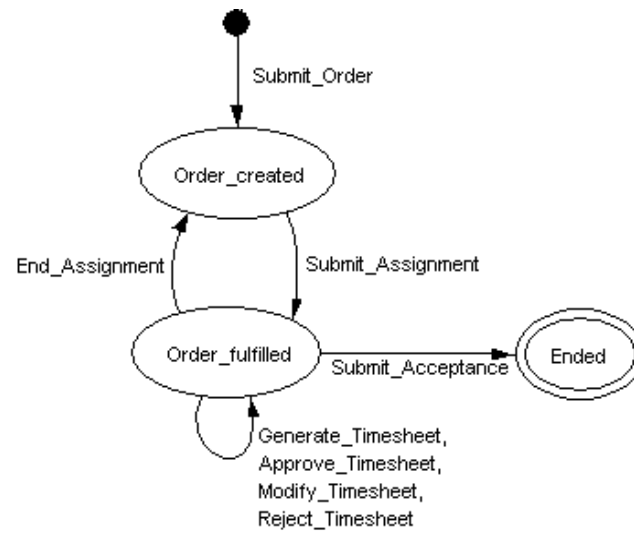 Submit_Order
Order_created
End_Assignment
Submit_Assignment
Order_fulfilled
Submit_Acceptance
Ended
Generate_Timesheet,
Approve_Timesheet,
Modify_Timesheet,
Reject_Timesheet